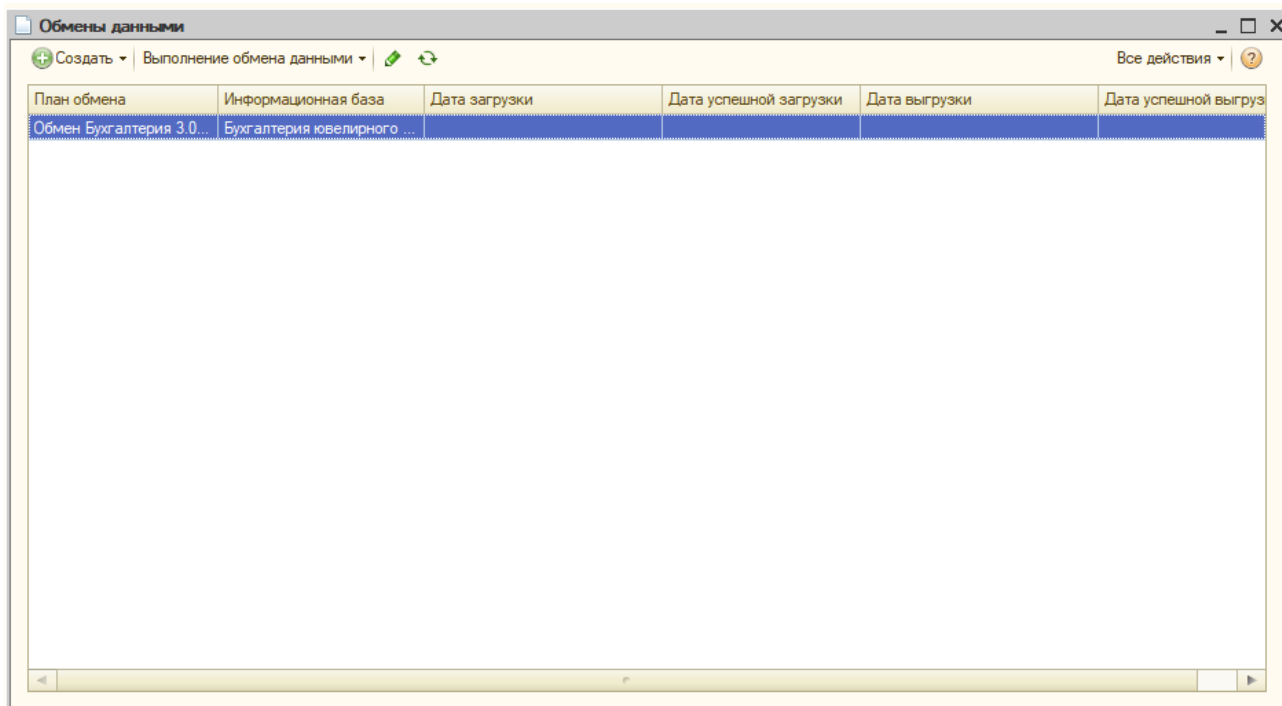 Обмены данными
Создать Выполнение обмена данными Все действия ?
План обмена Информационная база Дата загрузки Дата успешной загрузки Дата выгрузки Дата успешной выгруз
Обмен Бухгалтерия 3.0... Бухгалтерия ювелирного ...